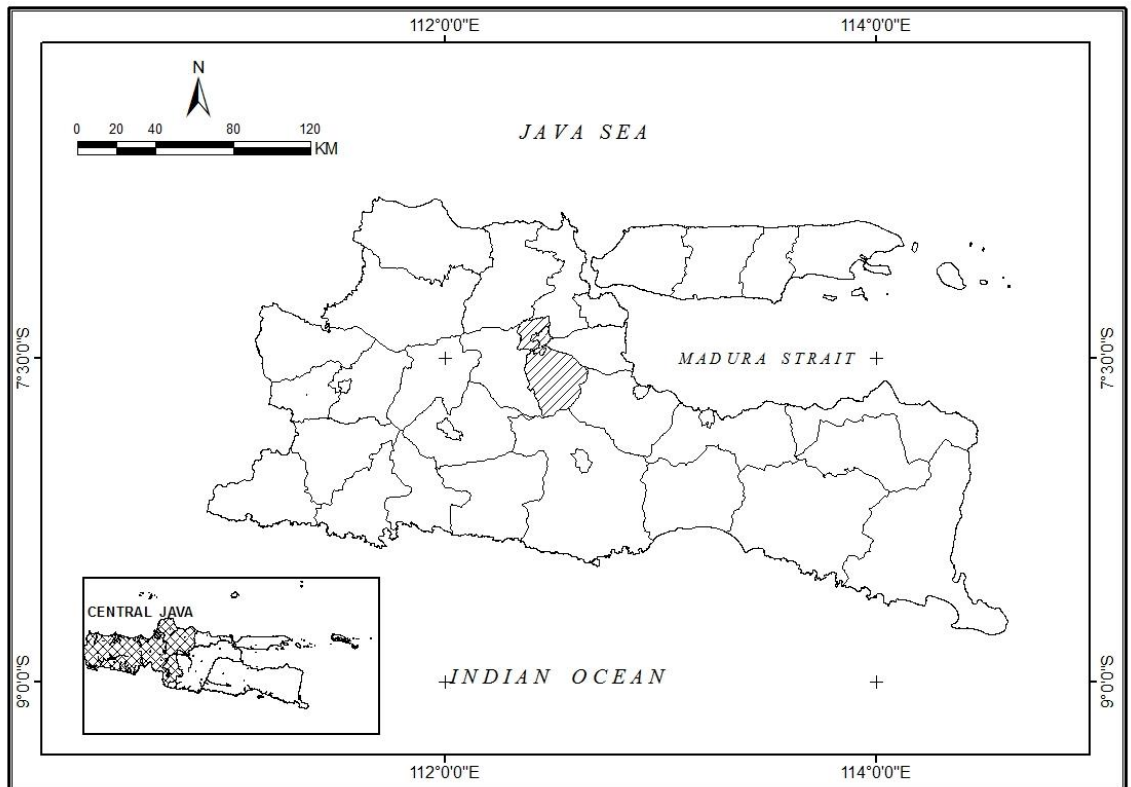 112°0'0"E 114°0'0"E
N
0 20 40 80 120
KM
JAVA SEA
7°30'0"S
MADURA STRAIT
7°30'0"S
CENTRAL JAVA
INDIAN OCEAN
9°0'0"S
9°0'0"S
112°0'0"E 114°0'0"E